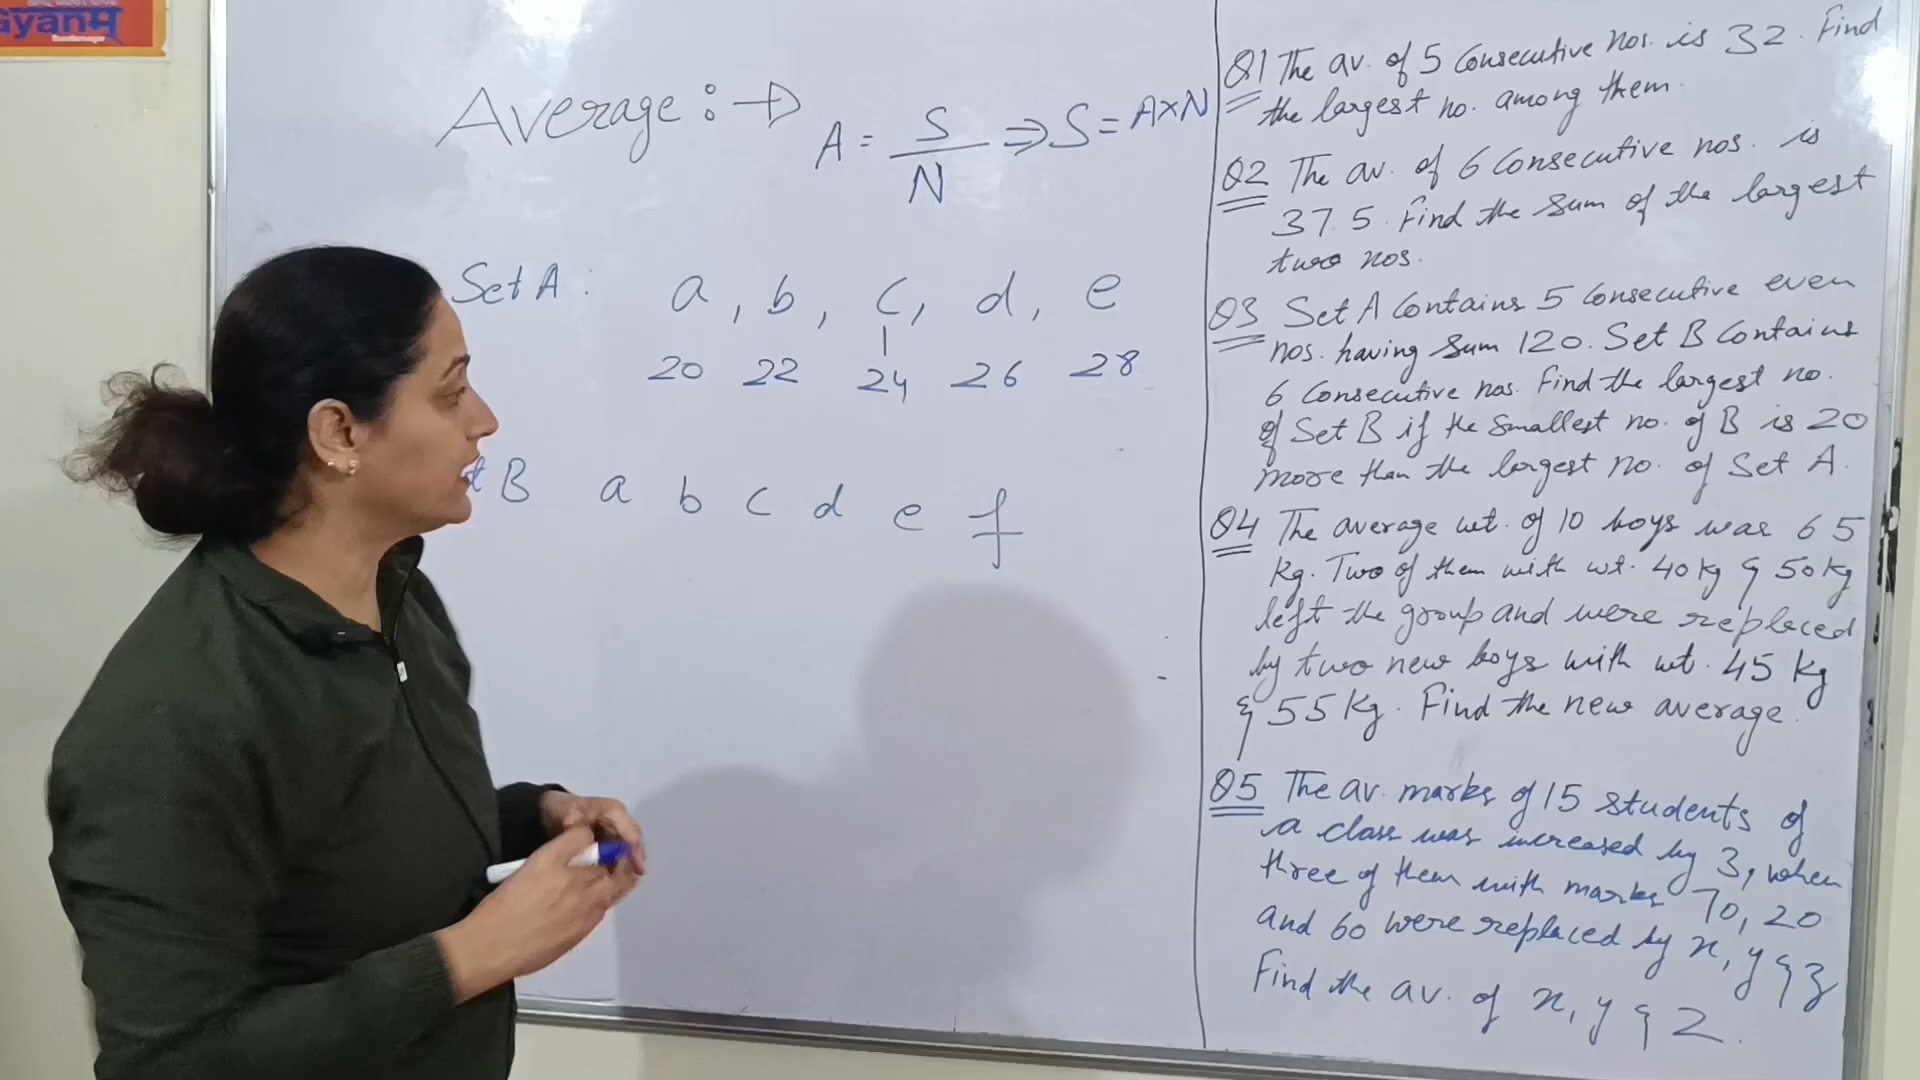 Gyanम
Average :→ A = S/N ⇒ S = A×N
Set A : a , b , c, d, e
20 22 24 26 28
t B a b c d e f
Q1 The av. of 5 consecutive nos. is 32. Find
the largest no. among them.
Q2 The av. of 6 consecutive nos. is
37.5. Find the sum of the largest
two nos.
Q3 Set A contains 5 consecutive even
nos. having sum 120. Set B contains
6 consecutive nos. Find the largest no.
of Set B if the smallest no. of B is 20
more than the largest no. of Set A.
Q4 The average wt. of 10 boys was 65
kg. Two of them with wt. 40 kg & 50 kg
left the group and were replaced
by two new boys with wt. 45 kg
& 55 kg. Find the new average.
Q5 The av. marks of 15 students of
a class was increased by 3, when
three of them with marks 70, 20
and 60 were replaced by x, y & z
Find the av. of x, y & z.